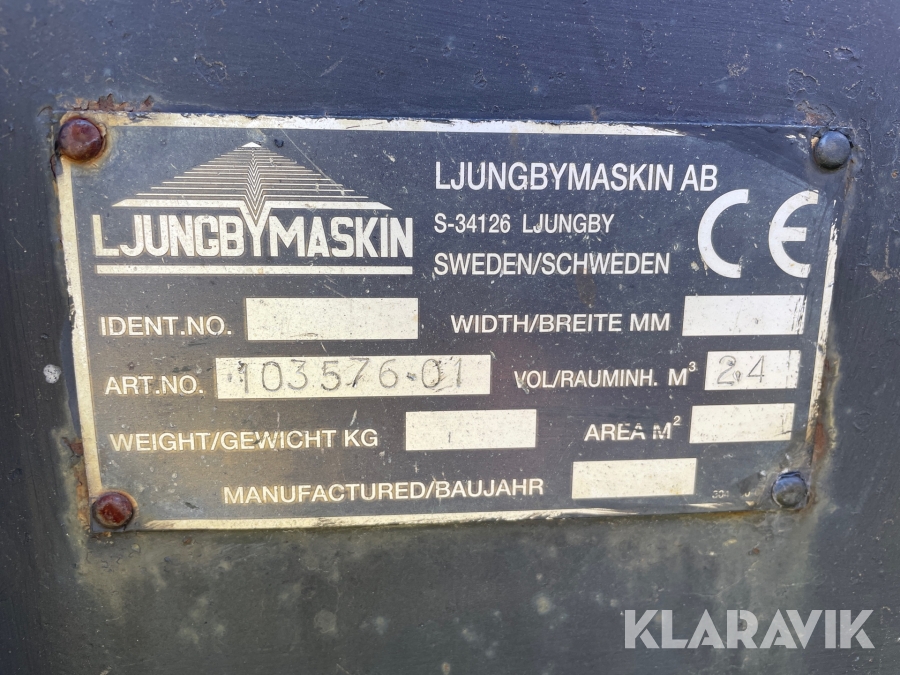 LJUNGBYMASKIN
LJUNGBYMASKIN AB
S-34126 LJUNGBY
SWEDEN/SCHWEDEN
CE
IDENT.NO.
WIDTH/BREITE MM
ART.NO. 103576-01
VOL/RAUMINH. M³ 2.4
WEIGHT/GEWICHT KG
AREA M²
MANUFACTURED/BAUJAHR
KLARAVIK